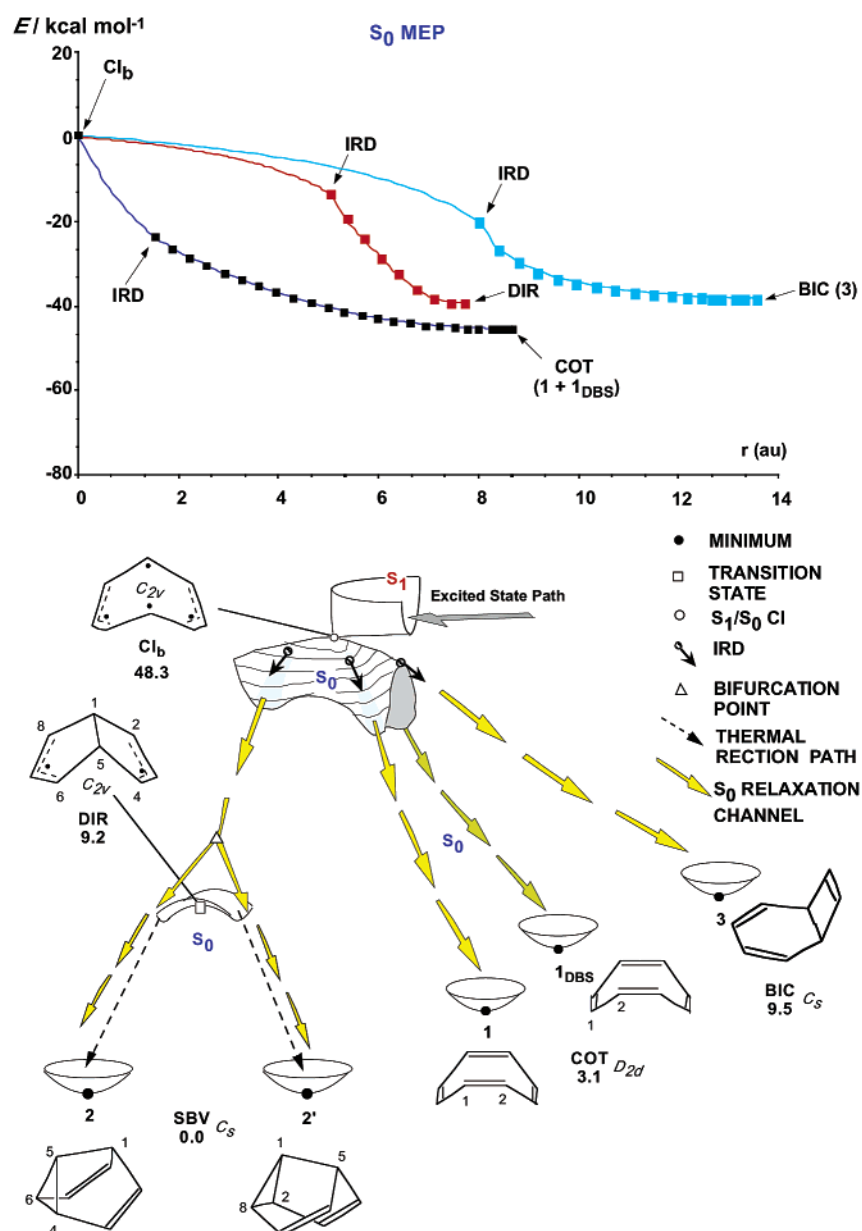 E / kcal mol-1
S0 MEP
20
0
-20
-40
-60
-80
CIb
IRD
IRD
IRD
DIR
BIC (3)
COT
(1 + 1DBS)
r (au)
0 2 4 6 8 10 12 14
C2v
CIb
48.3
S1
Excited State Path
S0
MINIMUM
TRANSITION
STATE
S1/S0 CI
IRD
BIFURCATION
POINT
THERMAL
RECTION PATH
S0 RELAXATION
CHANNEL
1
8
2
5
6
4
C2v
DIR
9.2
S0
S0
3
BIC
9.5 Cs
1DBS
1
2
1
COT
3.1 D2d
1
2
2
SBV Cs
0.0
2'
5
1
6
4
1
5
2
8